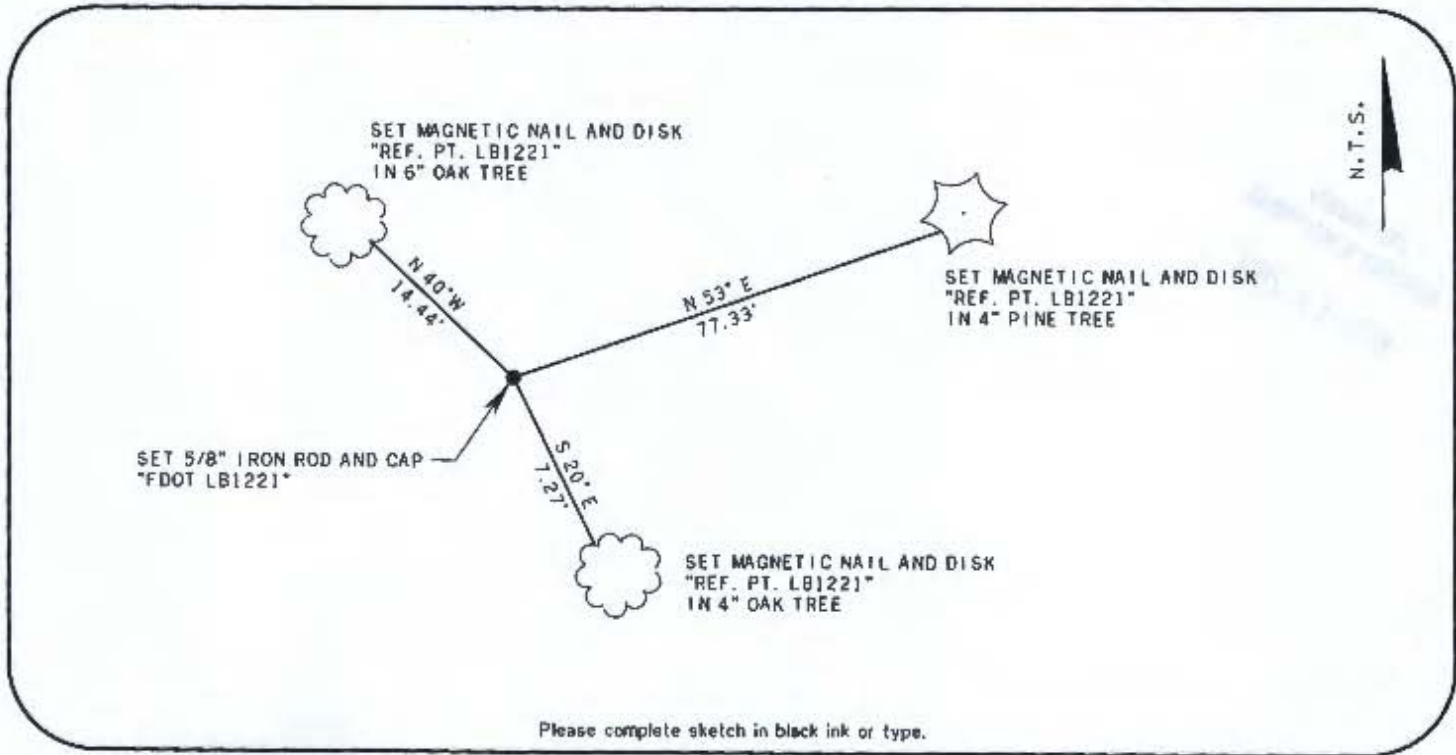 SET MAGNETIC NAIL AND DISK
"REF. PT. LB1221"
IN 6" OAK TREE
N.T.S.
N 40° W
14.44'
N 53° E
77.33'
SET MAGNETIC NAIL AND DISK
"REF. PT. LB1221"
IN 4" PINE TREE
SET 5/8" IRON ROD AND CAP
"FDOT LB1221"
S 20° E
7.27'
SET MAGNETIC NAIL AND DISK
"REF. PT. LB1221"
IN 4" OAK TREE
Please complete sketch in black ink or type.